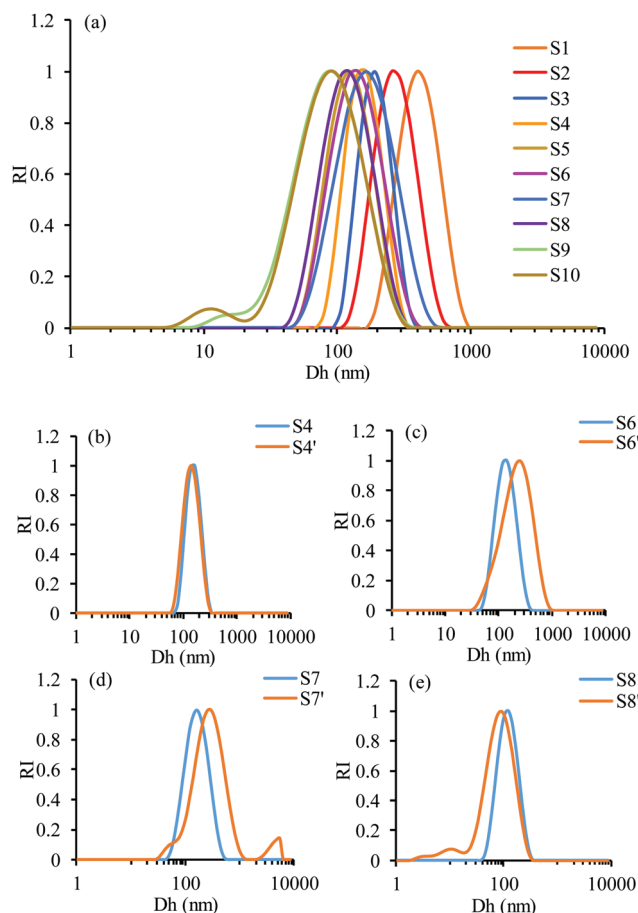 (a)
1.2
1
0.8
0.6
0.4
0.2
0
RI
1 10 100 1000 10000
Dh (nm)
S1
S2
S3
S4
S5
S6
S7
S8
S9
S10
(b)
S4
S4'
1.2
1
0.8
0.6
0.4
0.2
0
RI
1 10 100 1000 10000
Dh (nm)
(c)
S6
S6'
1.2
1
0.8
0.6
0.4
0.2
0
RI
1 10 100 1000 10000
Dh (nm)
(d)
S7
S7'
1.2
1
0.8
0.6
0.4
0.2
0
RI
1 100 10000
Dh (nm)
(e)
S8
S8'
1.2
1
0.8
0.6
0.4
0.2
0
RI
1 100 10000
Dh (nm)